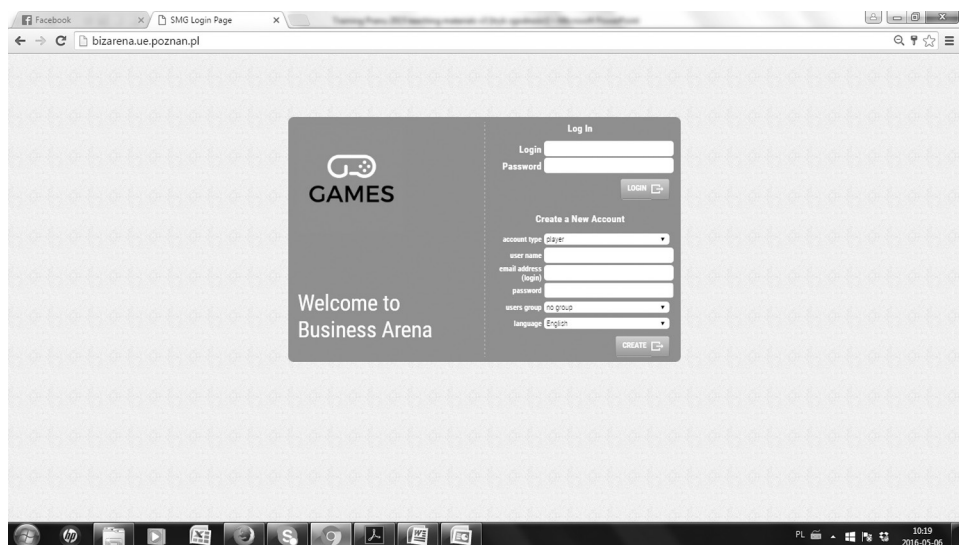 Facebook
SMG Login Page
bizarena.ue.poznan.pl
GAMES
Welcome to
Business Arena
Log In
Login
Password
LOGIN
Create a New Account
account type player
user name
email address
(login)
password
users group no group
language English
CREATE
PL
10:19
2016-05-06